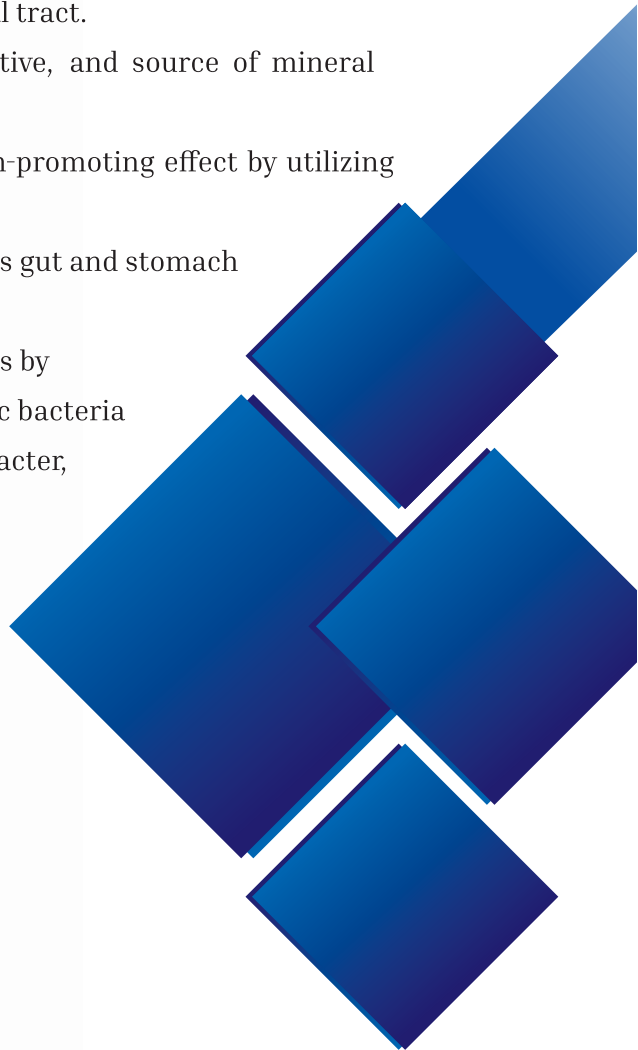 l tract.
tive, and source of mineral
n-promoting effect by utilizing
s gut and stomach
s by
c bacteria
acter,